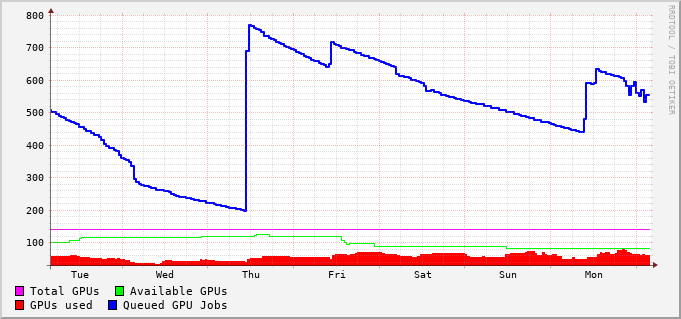 800
700
600
500
400
300
200
100
Tue Wed Thu Fri Sat Sun Mon
Total GPUs Available GPUs
GPUs used Queued GPU Jobs
RRDTOOL / TOBI OETIKER